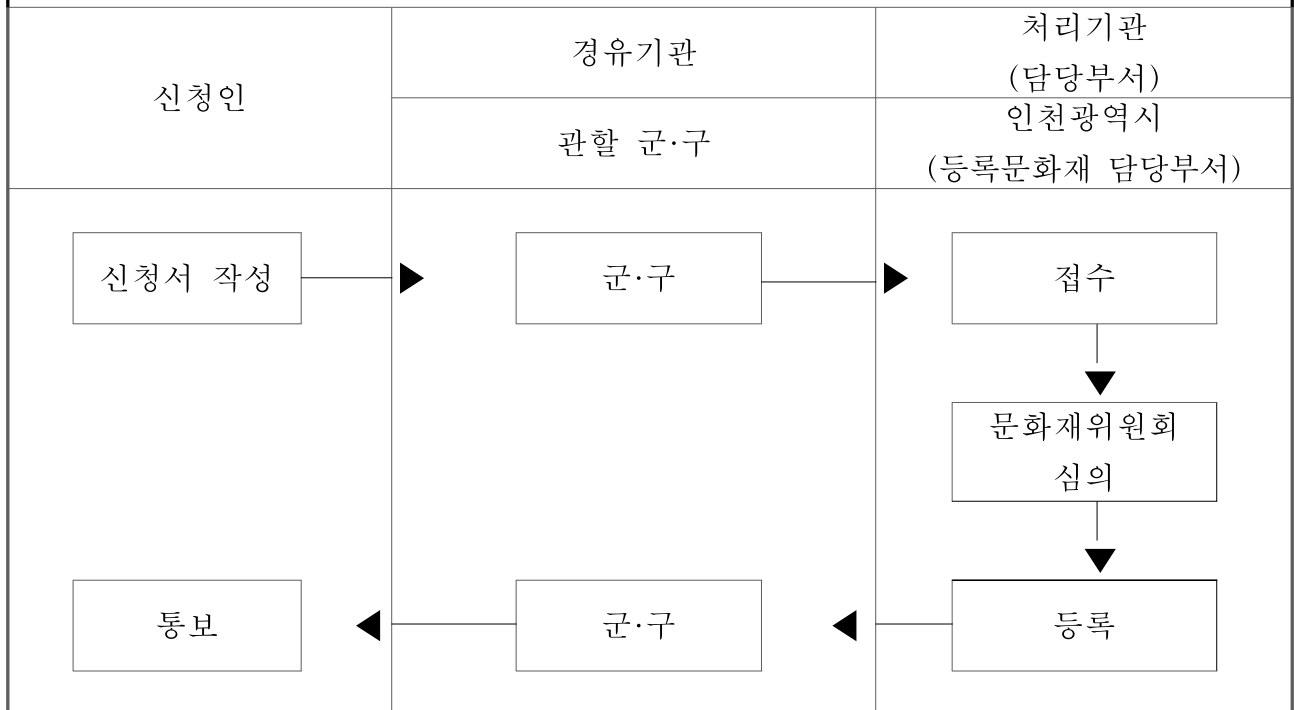 신청인
경유기관
처리기관
(담당부서)
관할 군·구
인천광역시
(등록문화재 담당부서)
신청서 작성
군·구
접수
문화재위원회
심의
통보
군·구
등록